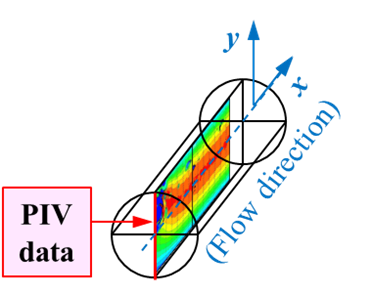 y
x
(Flow direction)
PIV
data